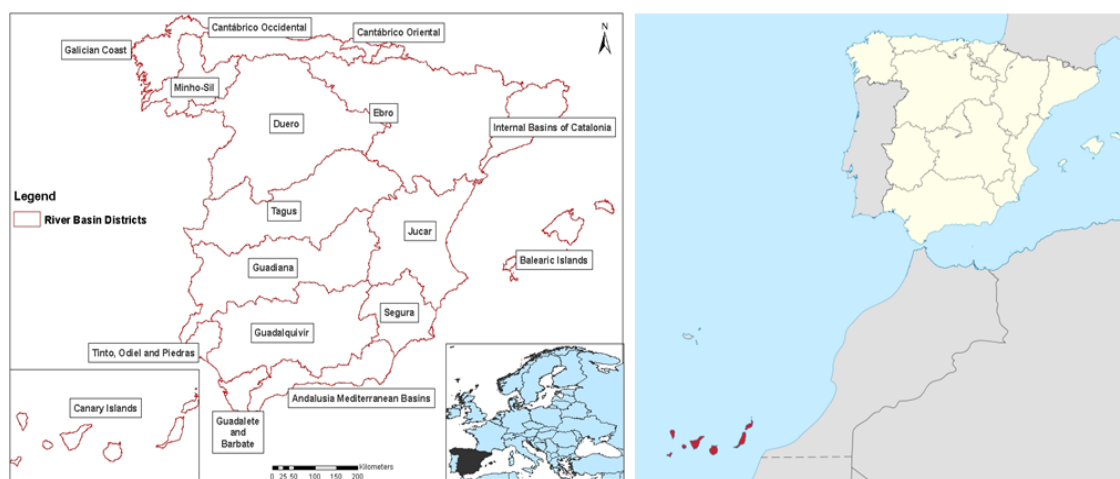 Cantábrico Occidental
Cantábrico Oriental
N
Galician Coast
Minho-Sil
Ebro
Duero
Internal Basins of Catalonia
Legend
River Basin Districts
Tagus
Jucar
Balearic Islands
Guadiana
Segura
Guadalquivir
Tinto, Odiel and Piedras
Andalusia Mediterranean Basins
Canary Islands
Guadalete
and
Barbate
Kilometers
0 25 50 100 150 200